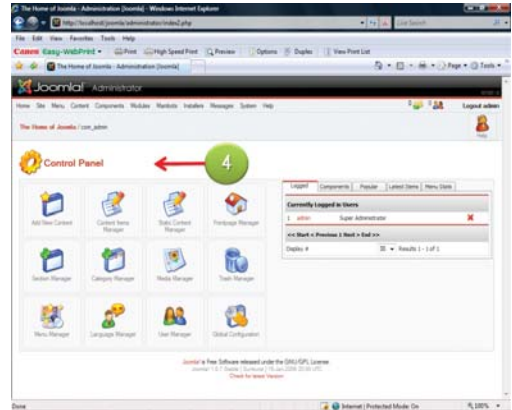 The Home of Joomla - Administration [Joomla] - Windows Internet Explorer
http://localhost/joomla/administrator/index2.php
Live Search
File Edit View Favorites Tools Help
Canon Easy-WebPrint Print High Speed Print Preview Options Duplex View Print List
The Home of Joomla - Administration [Joomla]
Page Tools
Joomla! Administrator
Home Site Menu Content Components Modules Mambots Installers Messages System Help
Logout admin
The Home of Joomla / com_admin
Help
Control Panel
4
Logged Components Popular Latest Items Menu Stats
Currently Logged in Users
1 admin Super Administrator
<< Start < Previous 1 Next > End >>
Display # 30 Results 1 - 1 of 1
Add New Content Content Items Manager Static Content Manager Frontpage Manager
Section Manager Category Manager Media Manager Trash Manager
Menu Manager Language Manager User Manager Global Configuration
Joomla! is Free Software released under the GNU/GPL License
Check for latest Version
Done
Internet | Protected Mode: On
100%